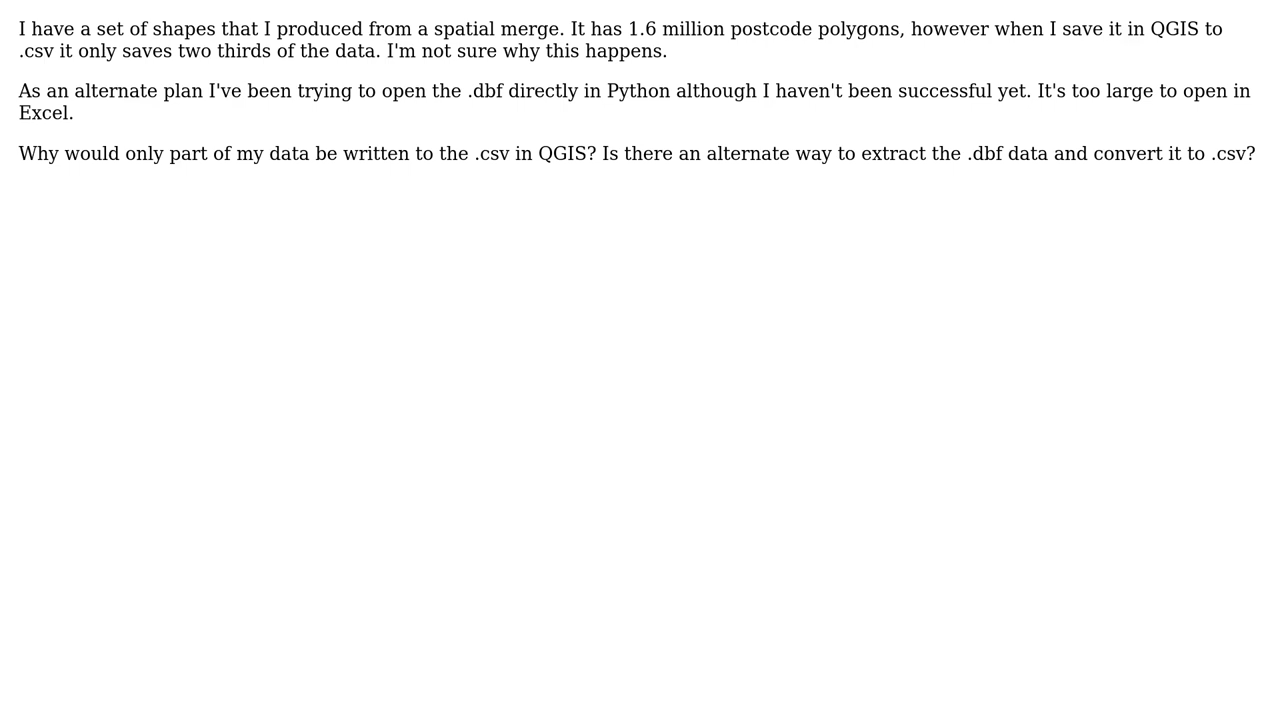 I have a set of shapes that I produced from a spatial merge. It has 1.6 million postcode polygons, however when I save it in QGIS to
.csv it only saves two thirds of the data. I'm not sure why this happens.
As an alternate plan I've been trying to open the .dbf directly in Python although I haven't been successful yet. It's too large to open in
Excel.
Why would only part of my data be written to the .csv in QGIS? Is there an alternate way to extract the .dbf data and convert it to .csv?